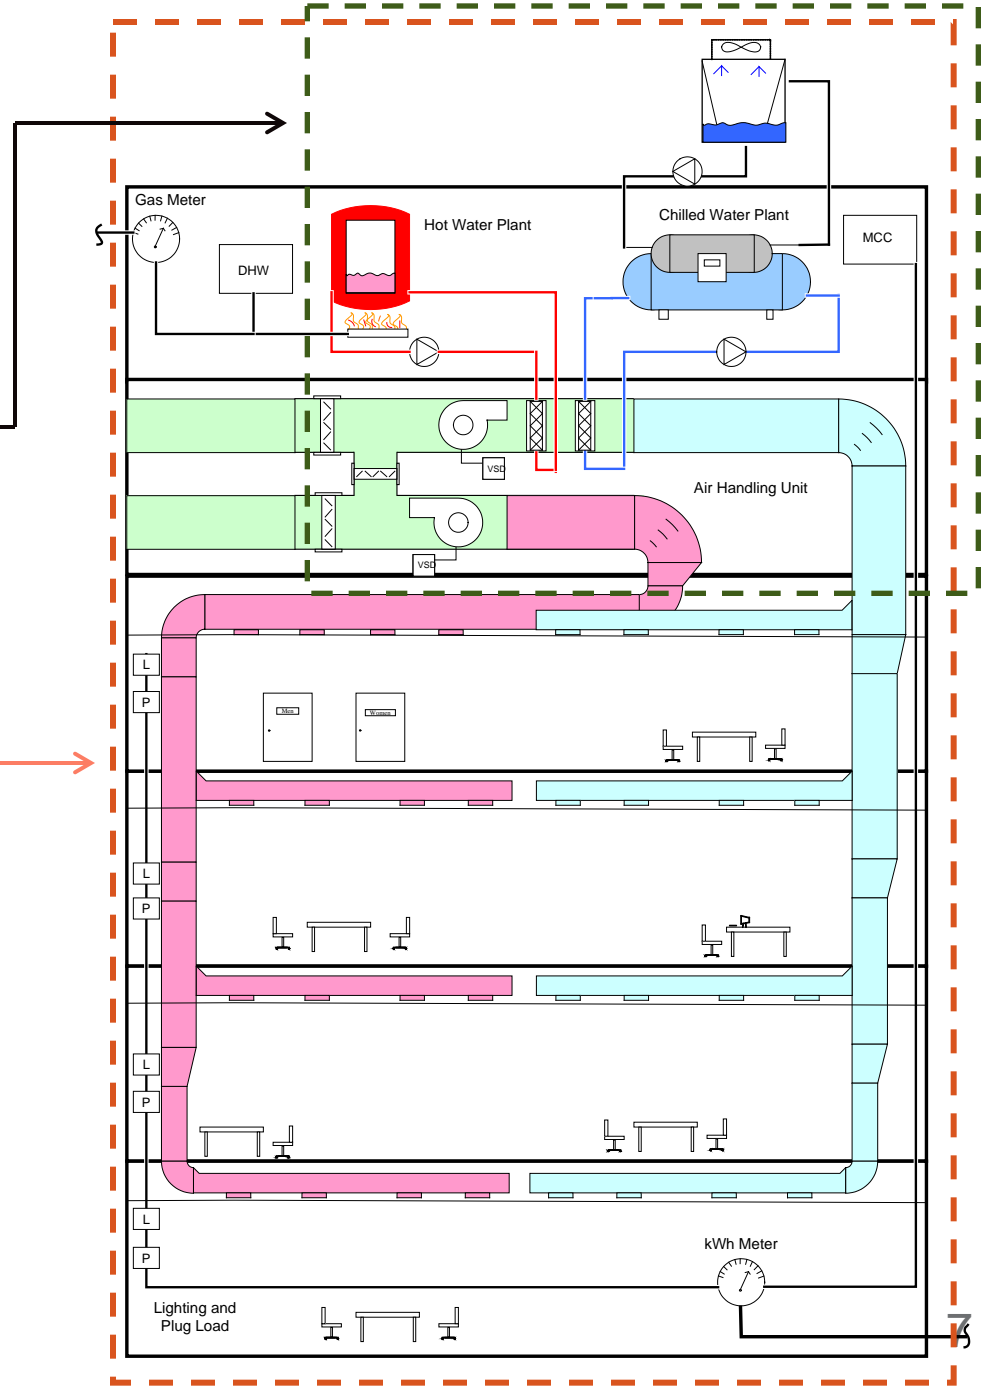 Gas Meter
Hot Water Plant
Chilled Water Plant
MCC
DHW
VSD
Air Handling Unit
VSD
L
P
Men
Women
L
P
L
P
L
P
kWh Meter
Lighting and
Plug Load
7